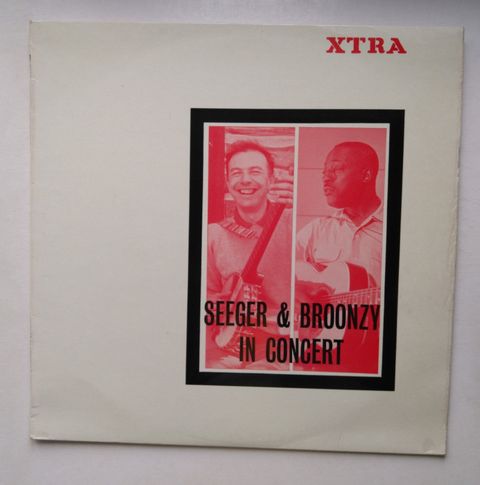 XTRA
SEEGER & BROONZY
IN CONCERT